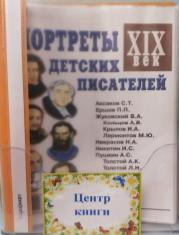 ПОРТРЕТЫ XIX
век
ДЕТСКИХ
ПИСАТЕЛЕЙ
Аксаков С.Т.
Ершов П.П.
Жуковский В.А.
Кольцов А.В.
Крылов И.А.
Лермонтов М.Ю.
Некрасов Н.А.
Никитин И.С.
Пушкин А.С.
Толстой А.К.
Толстой Л.Н.
Центр
книги